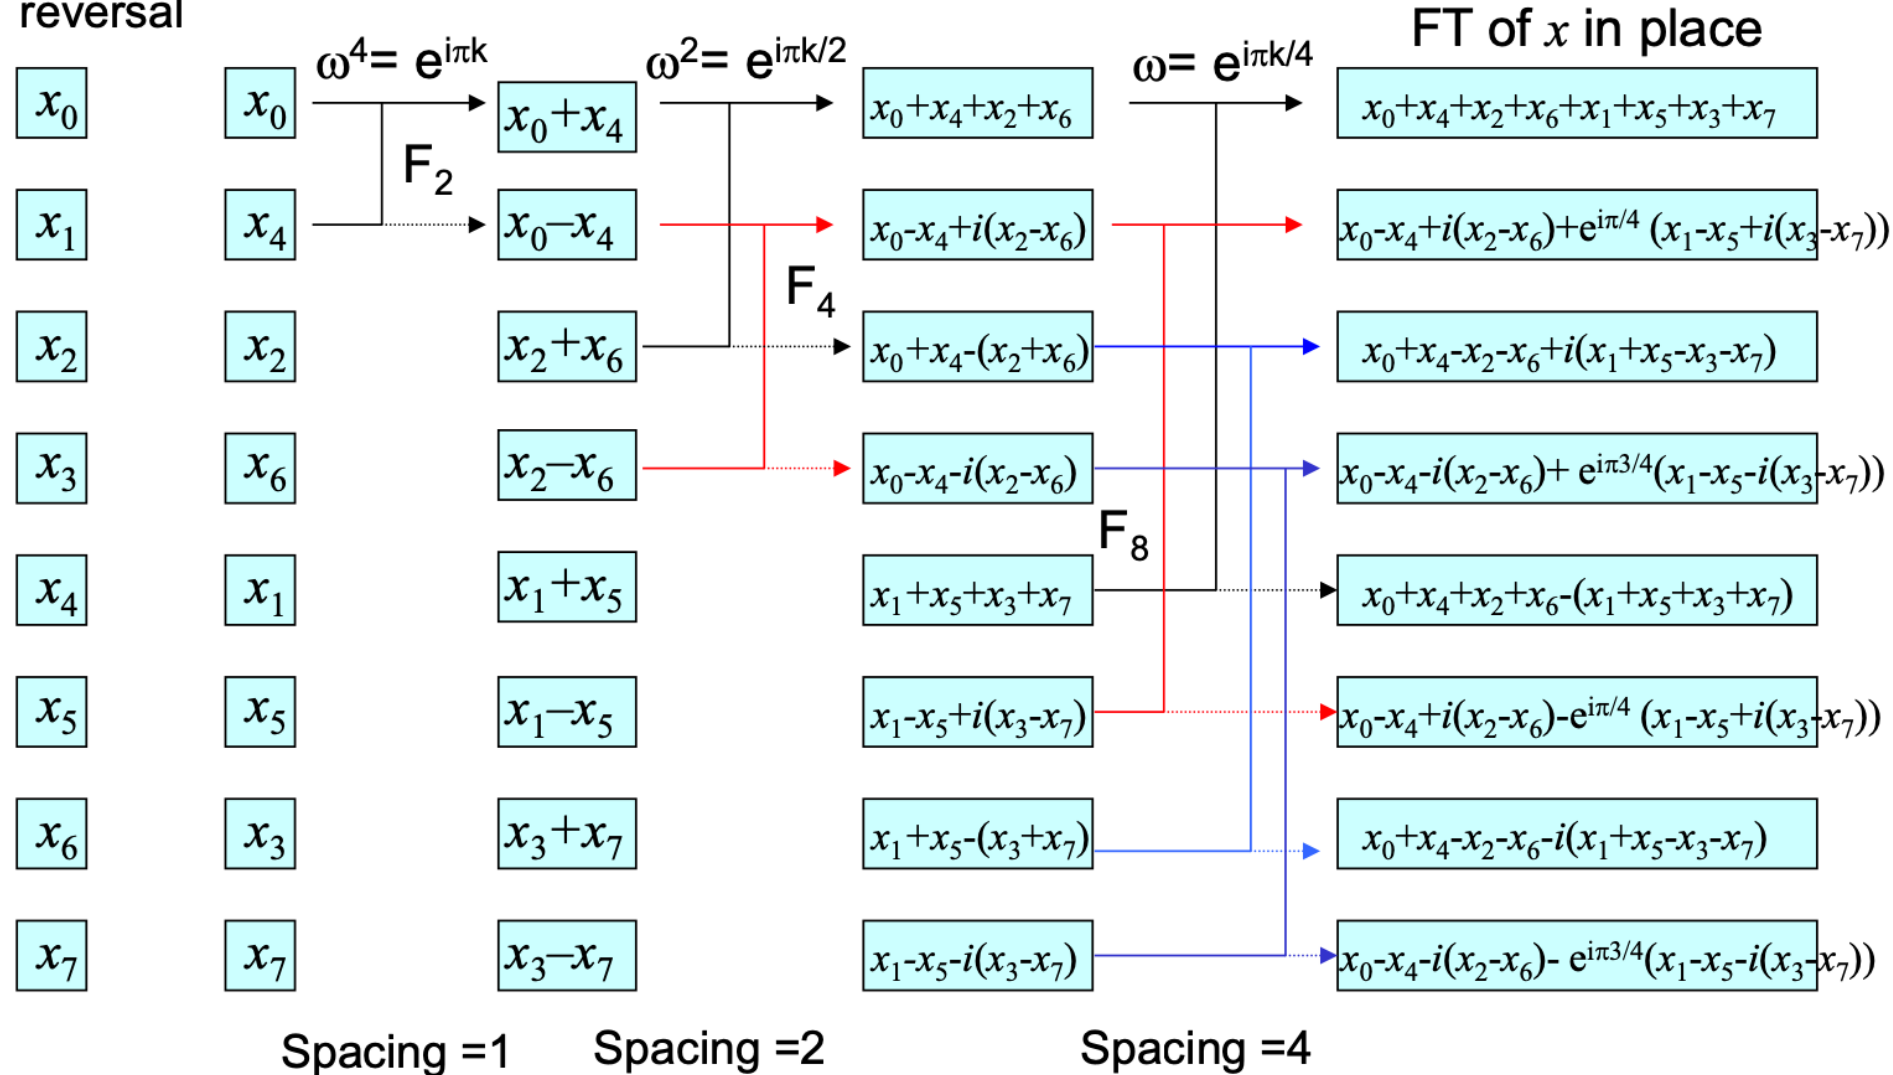 reversal
FT of x in place
ω⁴= e^iπk
ω²= e^iπk/2
ω= e^iπk/4
x₀ x₀ x₀+x₄ x₀+x₄+x₂+x₆ x₀+x₄+x₂+x₆+x₁+x₅+x₃+x₇
F₂
x₁ x₄ x₀–x₄ x₀-x₄+i(x₂-x₆) x₀-x₄+i(x₂-x₆)+e^iπ/4 (x₁-x₅+i(x₃-x₇))
F₄
x₂ x₂ x₂+x₆ x₀+x₄-(x₂+x₆) x₀+x₄-x₂-x₆+i(x₁+x₅-x₃-x₇)
x₃ x₆ x₂–x₆ x₀-x₄-i(x₂-x₆) x₀-x₄-i(x₂-x₆)+ e^iπ3/4(x₁-x₅-i(x₃-x₇))
F₈
x₄ x₁ x₁+x₅ x₁+x₅+x₃+x₇ x₀+x₄+x₂+x₆-(x₁+x₅+x₃+x₇)
x₅ x₅ x₁–x₅ x₁-x₅+i(x₃-x₇) x₀-x₄+i(x₂-x₆)-e^iπ/4 (x₁-x₅+i(x₃-x₇))
x₆ x₃ x₃+x₇ x₁+x₅-(x₃+x₇) x₀+x₄-x₂-x₆-i(x₁+x₅-x₃-x₇)
x₇ x₇ x₃–x₇ x₁-x₅-i(x₃-x₇) x₀-x₄-i(x₂-x₆)- e^iπ3/4(x₁-x₅-i(x₃-x₇))
Spacing =1 Spacing =2 Spacing =4